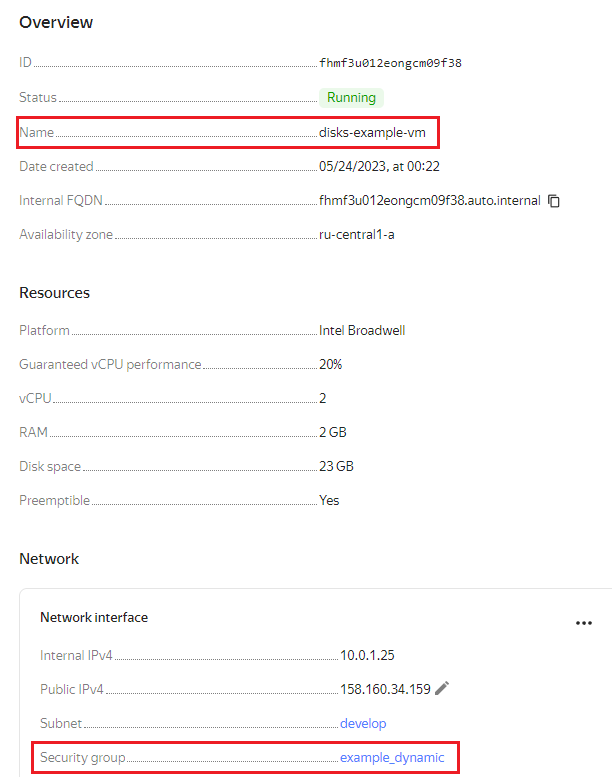 Overview
ID fhmf3u012eongcm09f38
Status Running
Name disks-example-vm
Date created 05/24/2023, at 00:22
Internal FQDN fhmf3u012eongcm09f38.auto.internal
Availability zone ru-central1-a
Resources
Platform Intel Broadwell
Guaranteed vCPU performance 20%
vCPU 2
RAM 2 GB
Disk space 23 GB
Preemptible Yes
Network
Network interface
Internal IPv4 10.0.1.25
Public IPv4 158.160.34.159
Subnet develop
Security group example_dynamic